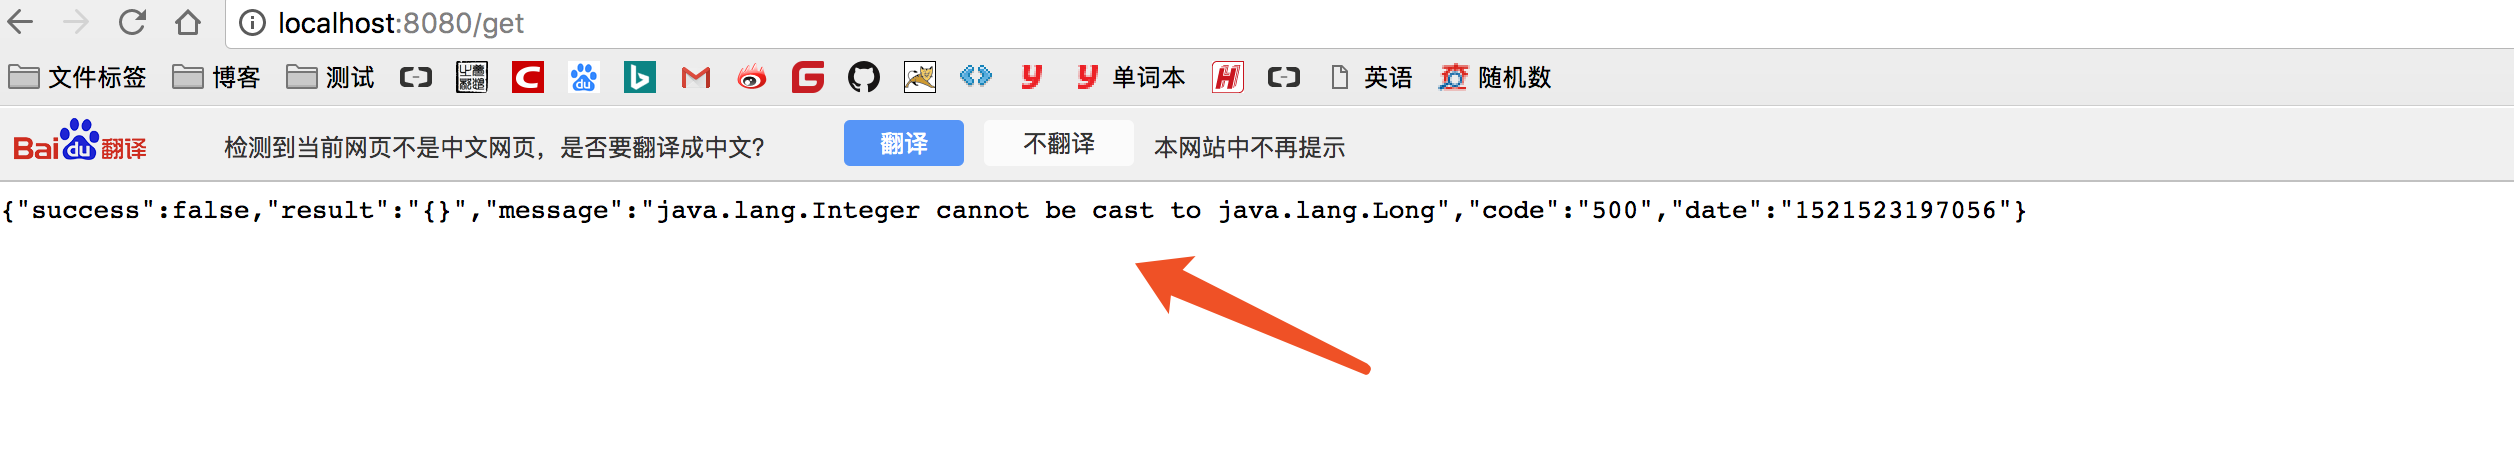 localhost:8080/get
文件标签 博客 测试 单词本 英语 随机数
Bai du 翻译 检测到当前网页不是中文网页，是否要翻译成中文? 翻译 不翻译 本网站中不再提示
{"success":false,"result":"{}","message":"java.lang.Integer cannot be cast to java.lang.Long","code":"500","date":"1521523197056"}